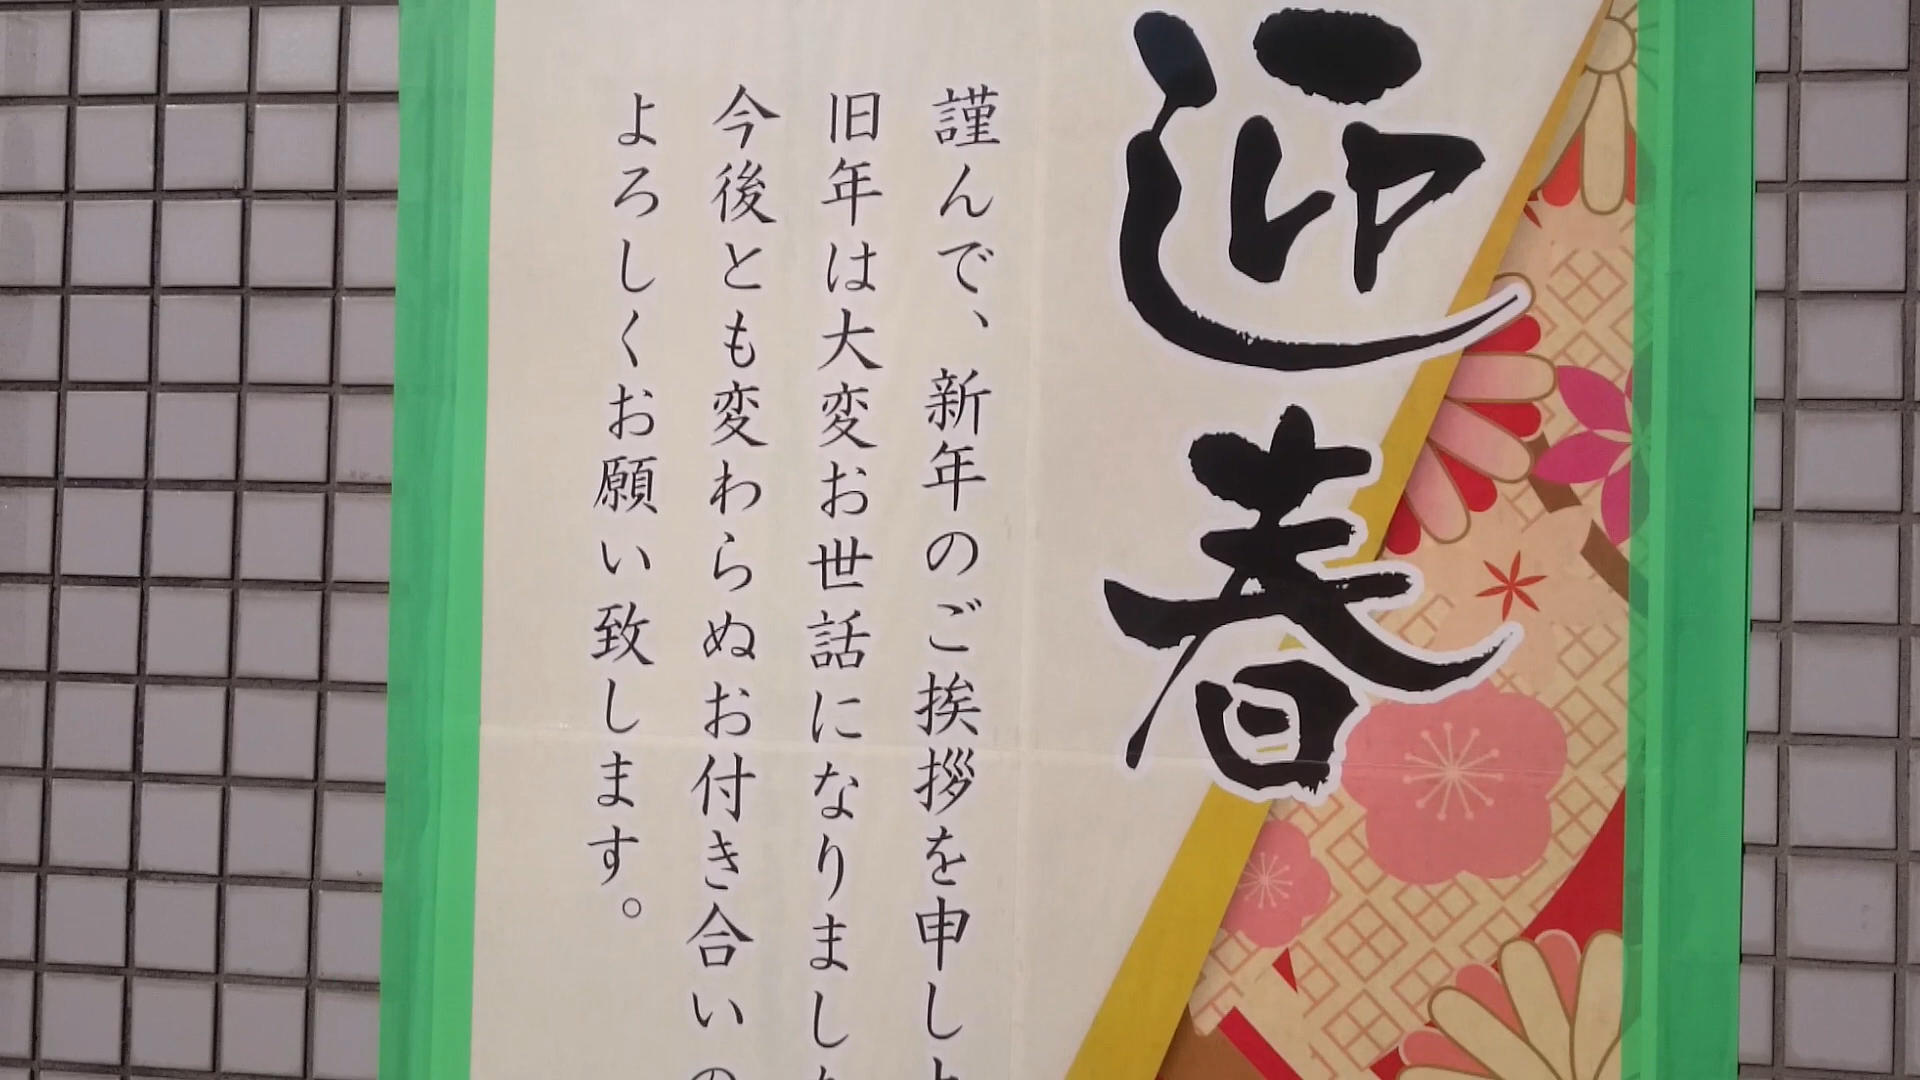 迎春
謹んで、新年のご挨拶を申し上
旧年は大変お世話になりました
今後とも変わらぬお付き合いの
よろしくお願い致します。